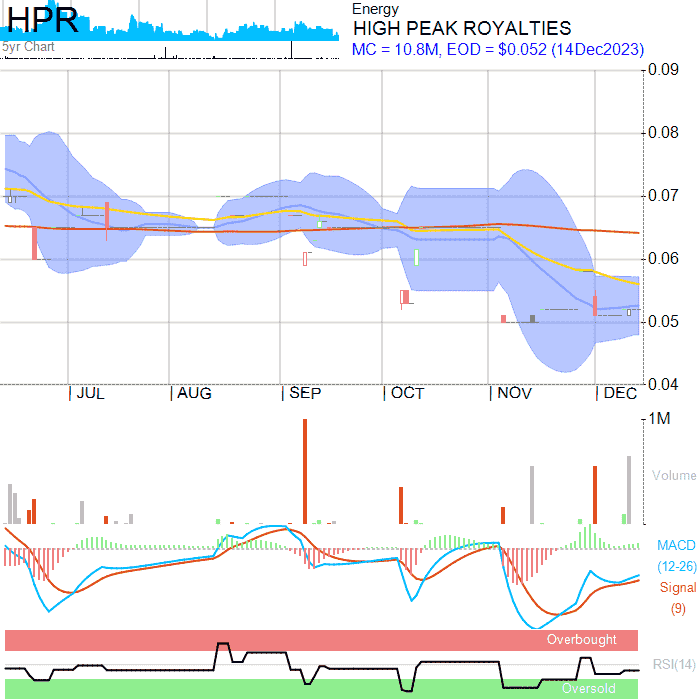 HPR
Energy
HIGH PEAK ROYALTIES
5yr Chart
MC = 10.8M, EOD = $0.052 (14Dec2023)
0.09
0.08
0.07
0.06
0.05
0.04
JUL AUG SEP OCT NOV DEC
1M
Volume
MACD
(12-26)
Signal
(9)
Overbought
RSI(14)
Oversold